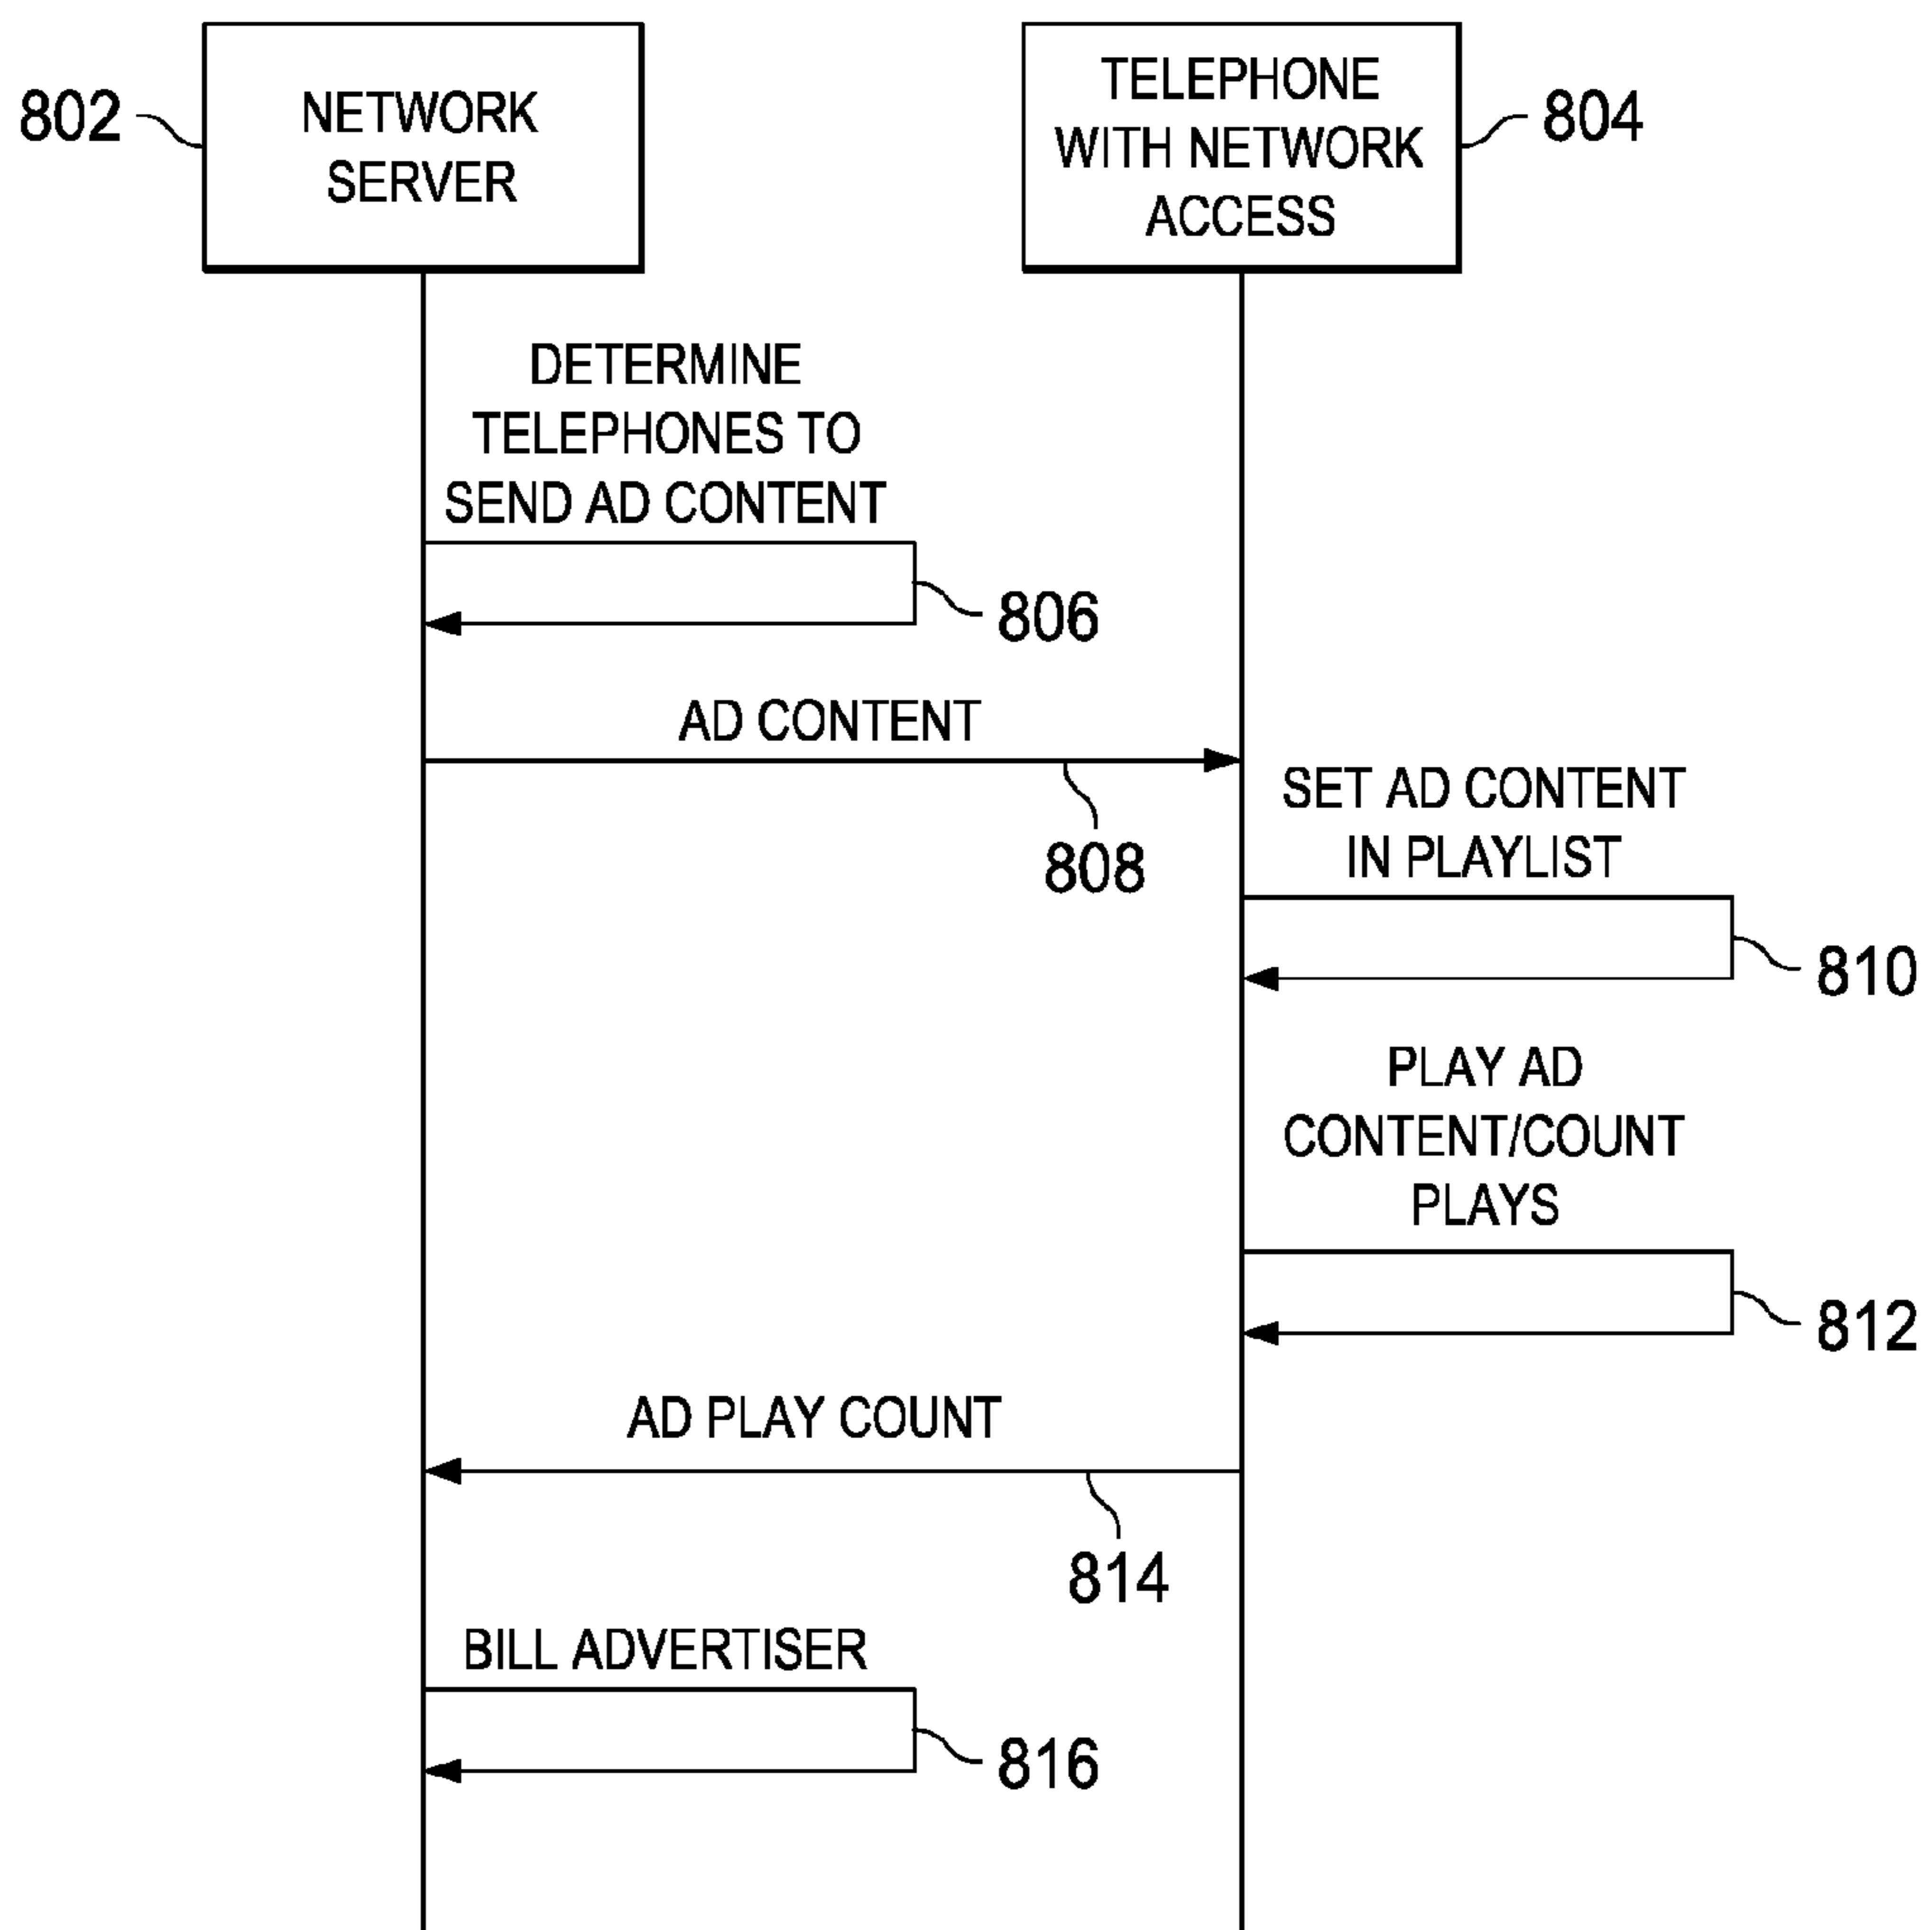 802
NETWORK
SERVER
TELEPHONE
WITH NETWORK
ACCESS
804
DETERMINE
TELEPHONES TO
SEND AD CONTENT
806
AD CONTENT
808
SET AD CONTENT
IN PLAYLIST
810
PLAY AD
CONTENT/COUNT
PLAYS
812
AD PLAY COUNT
814
BILL ADVERTISER
816